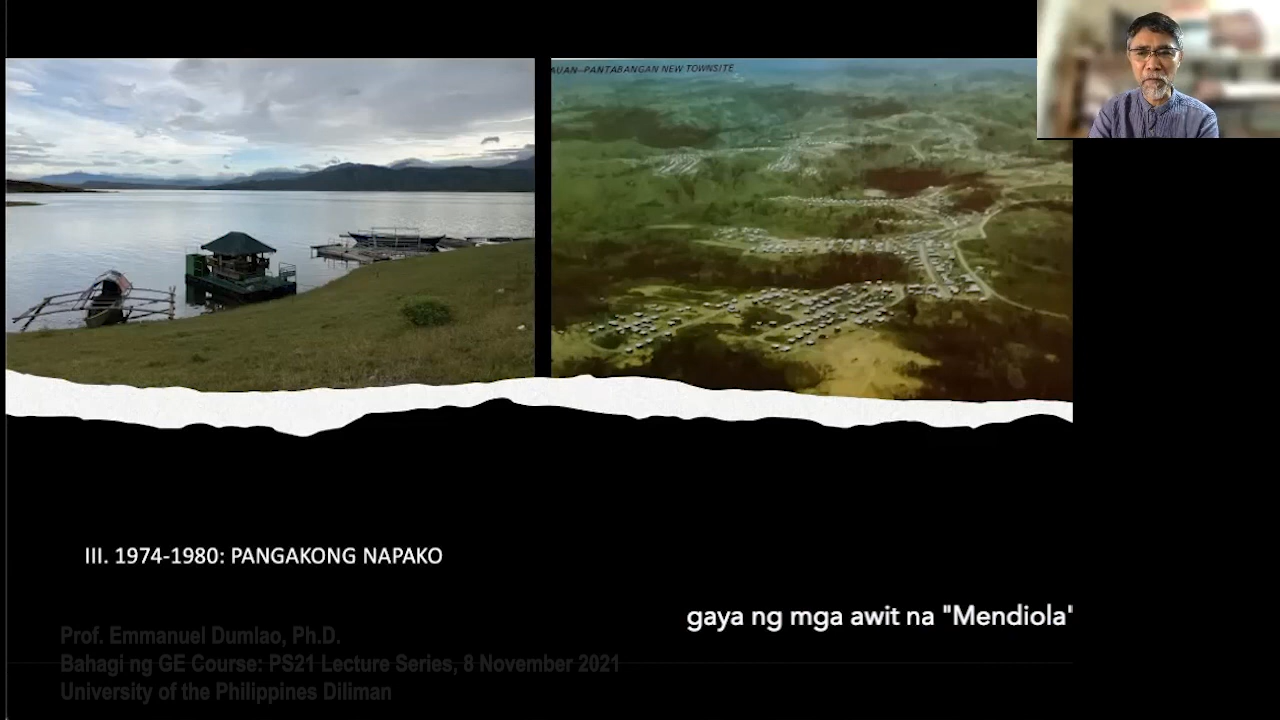 AUAN-PANTABANGAN NEW TOWNSITE
III. 1974-1980: PANGAKONG NAPAKO
gaya ng mga awit na "Mendiola'
Prof. Emmanuel Dumlao, Ph.D.
Bahagi ng GE Course: PS21 Lecture Series, 8 November 2021
University of the Philippines Diliman